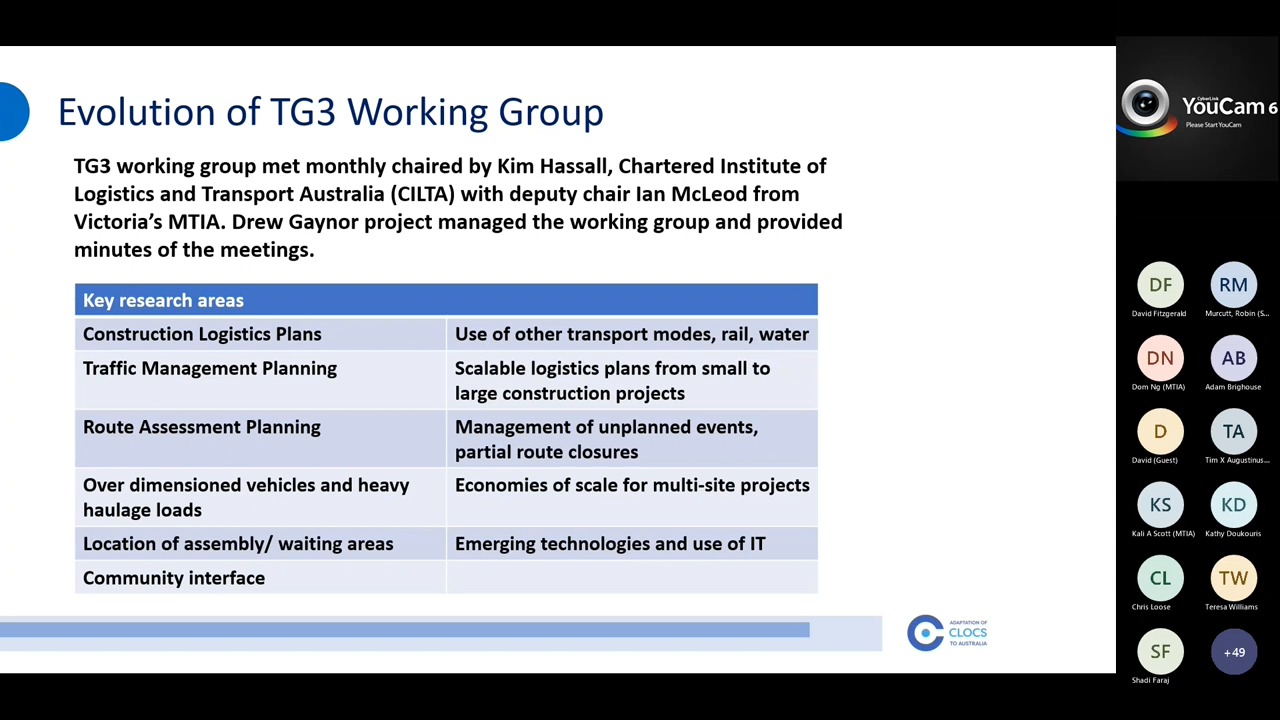 Evolution of TG3 Working Group
TG3 working group met monthly chaired by Kim Hassall, Chartered Institute of
Logistics and Transport Australia (CILTA) with deputy chair Ian McLeod from
Victoria’s MTIA. Drew Gaynor project managed the working group and provided
minutes of the meetings.
Key research areas
Construction Logistics Plans
Use of other transport modes, rail, water
Traffic Management Planning
Scalable logistics plans from small to
large construction projects
Route Assessment Planning
Management of unplanned events,
partial route closures
Over dimensioned vehicles and heavy
haulage loads
Economies of scale for multi-site projects
Location of assembly/ waiting areas
Emerging technologies and use of IT
Community interface
ADAPTATION OF
CLOCS
TO AUSTRALIA
CyberLink
YouCam 6
Please Start YouCam
DF
David Fitzgerald
RM
Murcutt, Robin (S...
DN
Dom Ng (MTIA)
AB
Adam Brighouse
D
David (Guest)
TA
Tim X Augustinus...
KS
Kali A Scott (MTIA)
KD
Kathy Doukouris
CL
Chris Loose
TW
Teresa Williams
SF
Shadi Faraj
+49